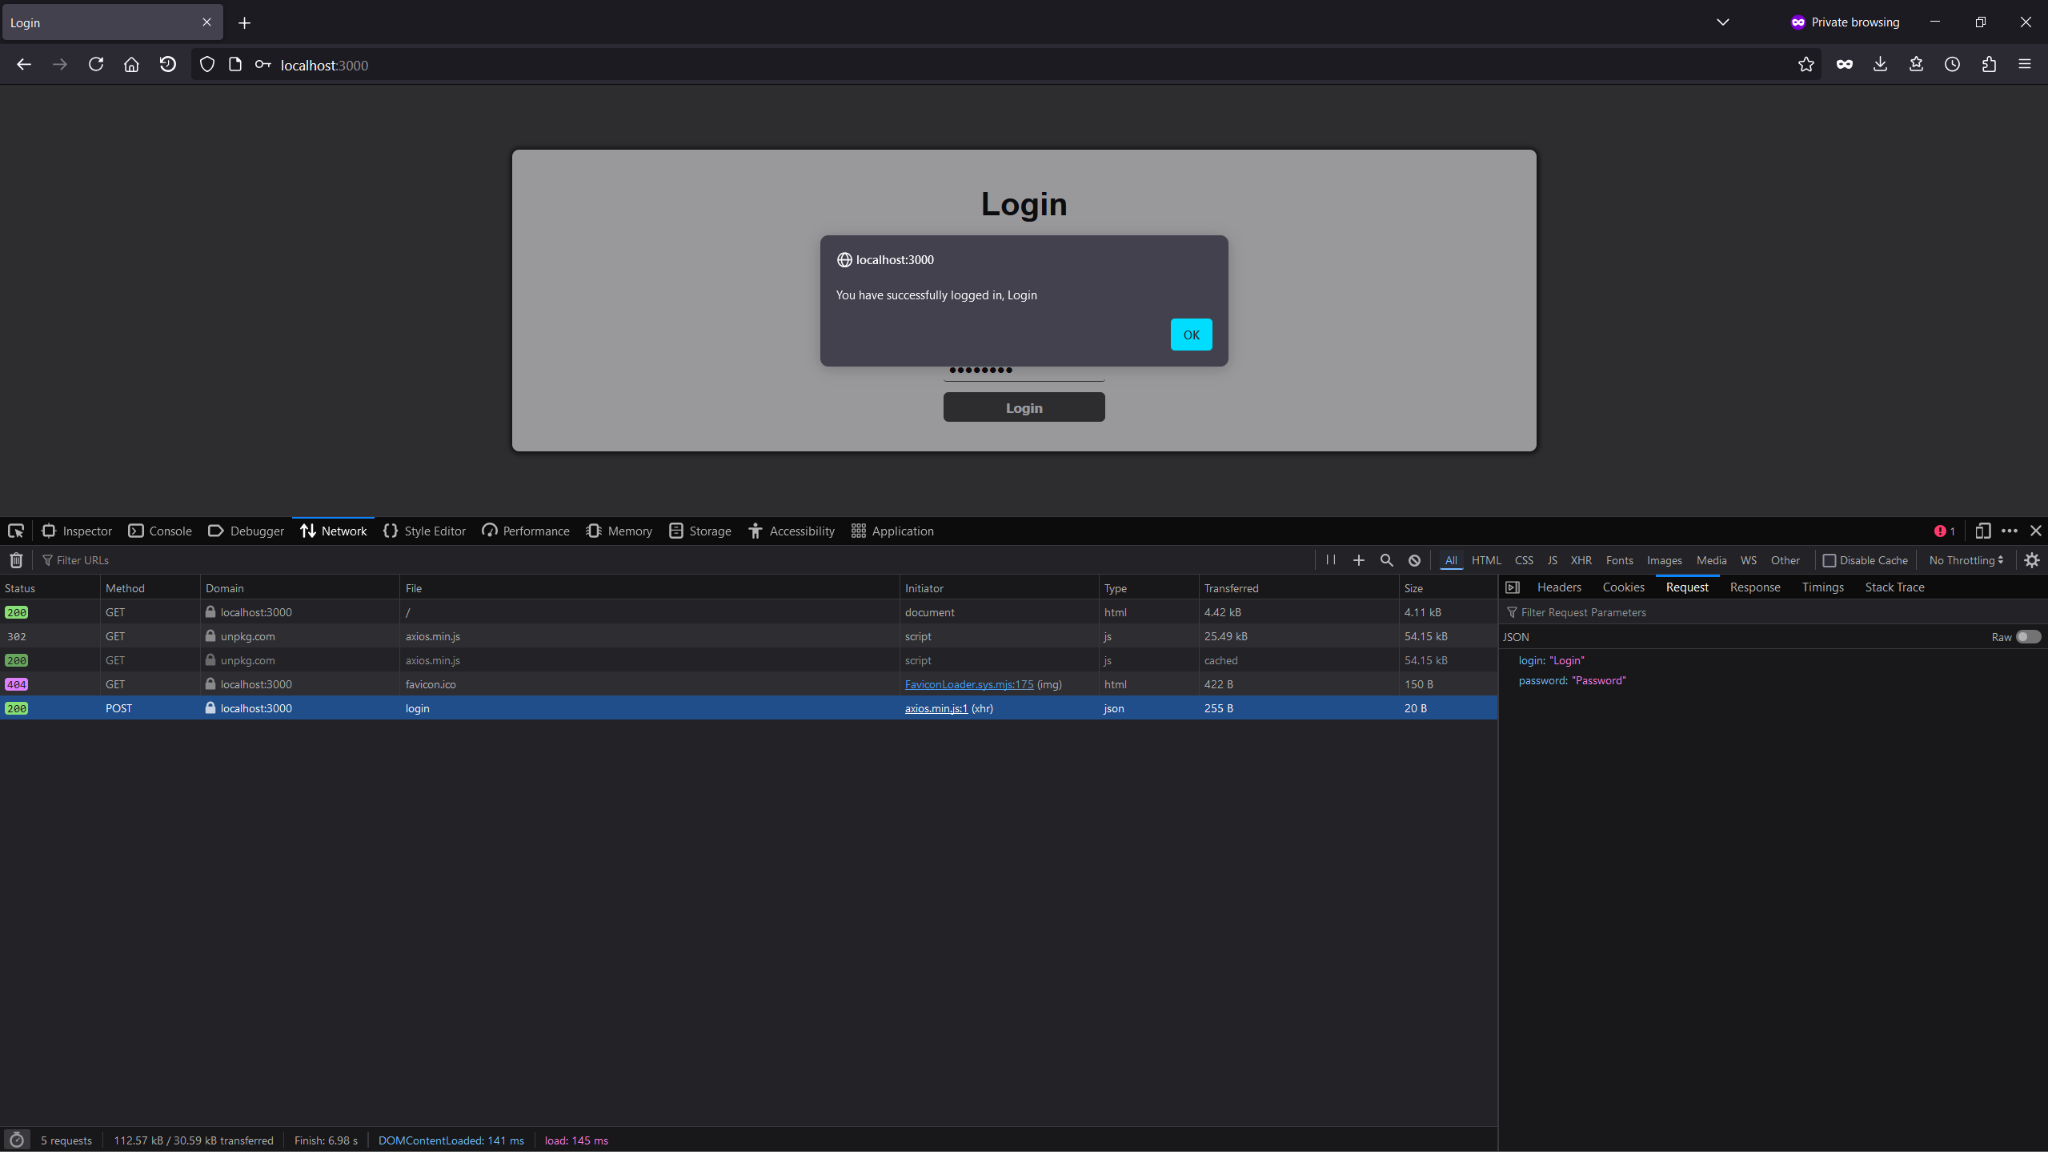 Login
Private browsing
localhost:3000
Login
localhost:3000
You have successfully logged in, Login
OK
••••••••
Login
Inspector Console Debugger Network Style Editor Performance Memory Storage Accessibility Application 1
Filter URLs All HTML CSS JS XHR Fonts Images Media WS Other Disable Cache No Throttling
Status Method Domain File Initiator Type Transferred Size
200 GET localhost:3000 / document html 4.42 kB 4.11 kB
302 GET unpkg.com axios.min.js script js 25.49 kB 54.15 kB
200 GET unpkg.com axios.min.js script js cached 54.15 kB
404 GET localhost:3000 favicon.ico FaviconLoader.sys.mjs:175 (img) html 422 B 150 B
200 POST localhost:3000 login axios.min.js:1 (xhr) json 255 B 20 B
Headers Cookies Request Response Timings Stack Trace
Filter Request Parameters
JSON Raw
login: "Login"
password: "Password"
5 requests 112.57 kB / 30.59 kB transferred Finish: 6.98 s DOMContentLoaded: 141 ms load: 145 ms